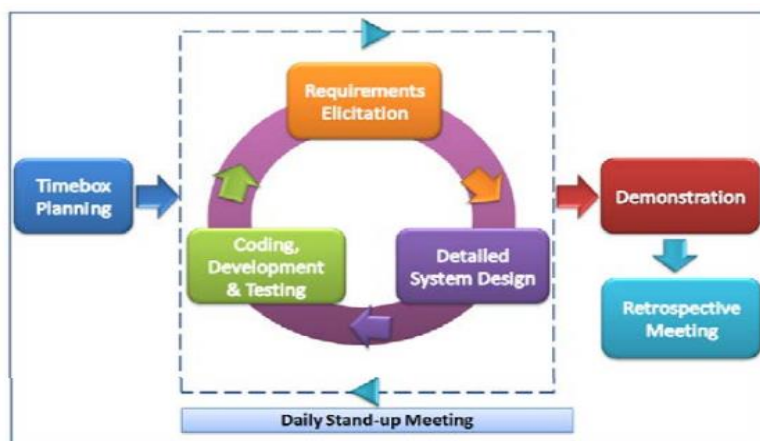 Requirements
Elicitation
Timebox
Planning
Demonstration
Coding,
Development
& Testing
Detailed
System Design
Retrospective
Meeting
Daily Stand-up Meeting